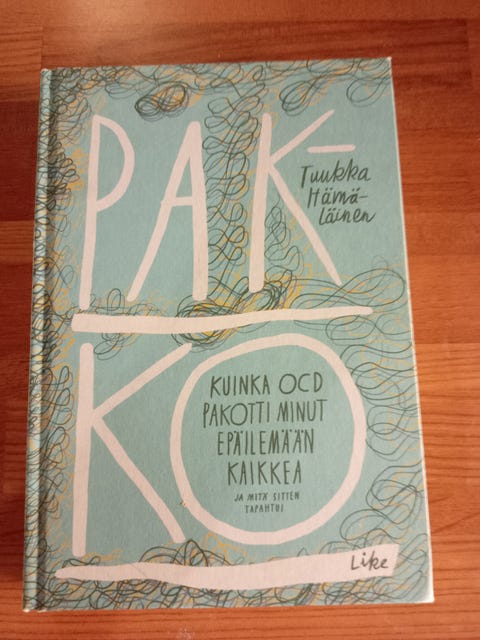 PAK-
Tuukka
Hämä-
läinen
KO
KUINKA OCD
PAKOTTI MINUT
EPÄILEMÄÄN
KAIKKEA
JA MITÄ SITTEN
TAPAHTUI
Like